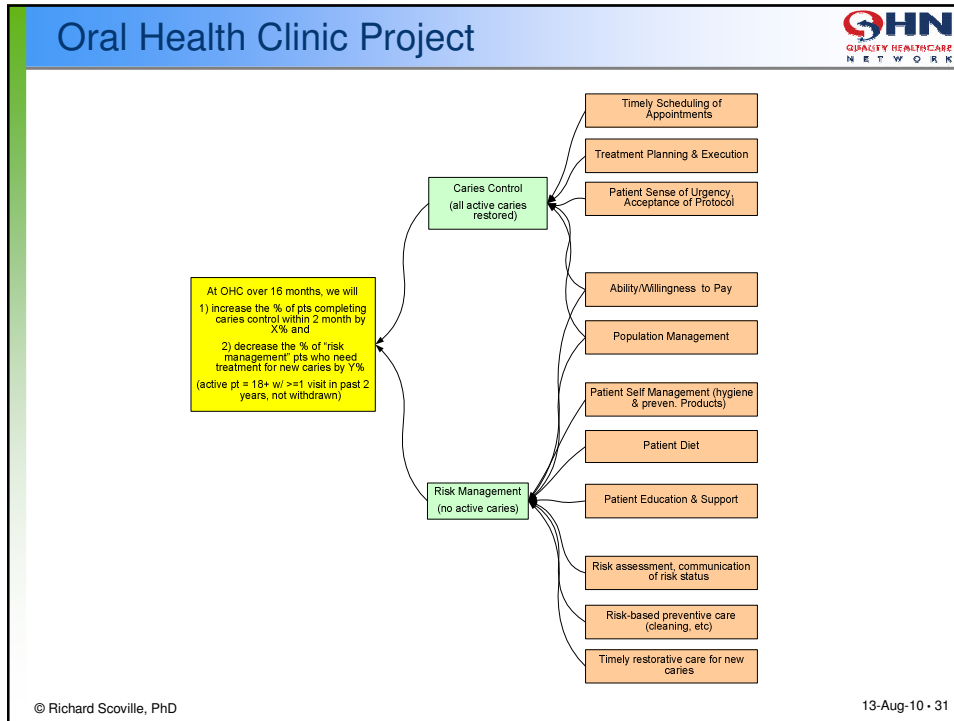 Oral Health Clinic Project
QHN
QUALITY HEALTHCARE
NETWORK
Timely Scheduling of
Appointments
Treatment Planning & Execution
Patient Sense of Urgency,
Acceptance of Protocol
Caries Control
(all active caries
restored)
Ability/Willingness to Pay
Population Management
At OHC over 16 months, we will
1) increase the % of pts completing
caries control within 2 month by
X% and
2) decrease the % of "risk
management" pts who need
treatment for new caries by Y%
(active pt = 18+ w/ >=1 visit in past 2
years, not withdrawn)
Patient Self Management (hygiene
& preven. Products)
Patient Diet
Risk Management
(no active caries)
Patient Education & Support
Risk assessment, communication
of risk status
Risk-based preventive care
(cleaning, etc)
Timely restorative care for new
caries
© Richard Scoville, PhD
13-Aug-10 • 31